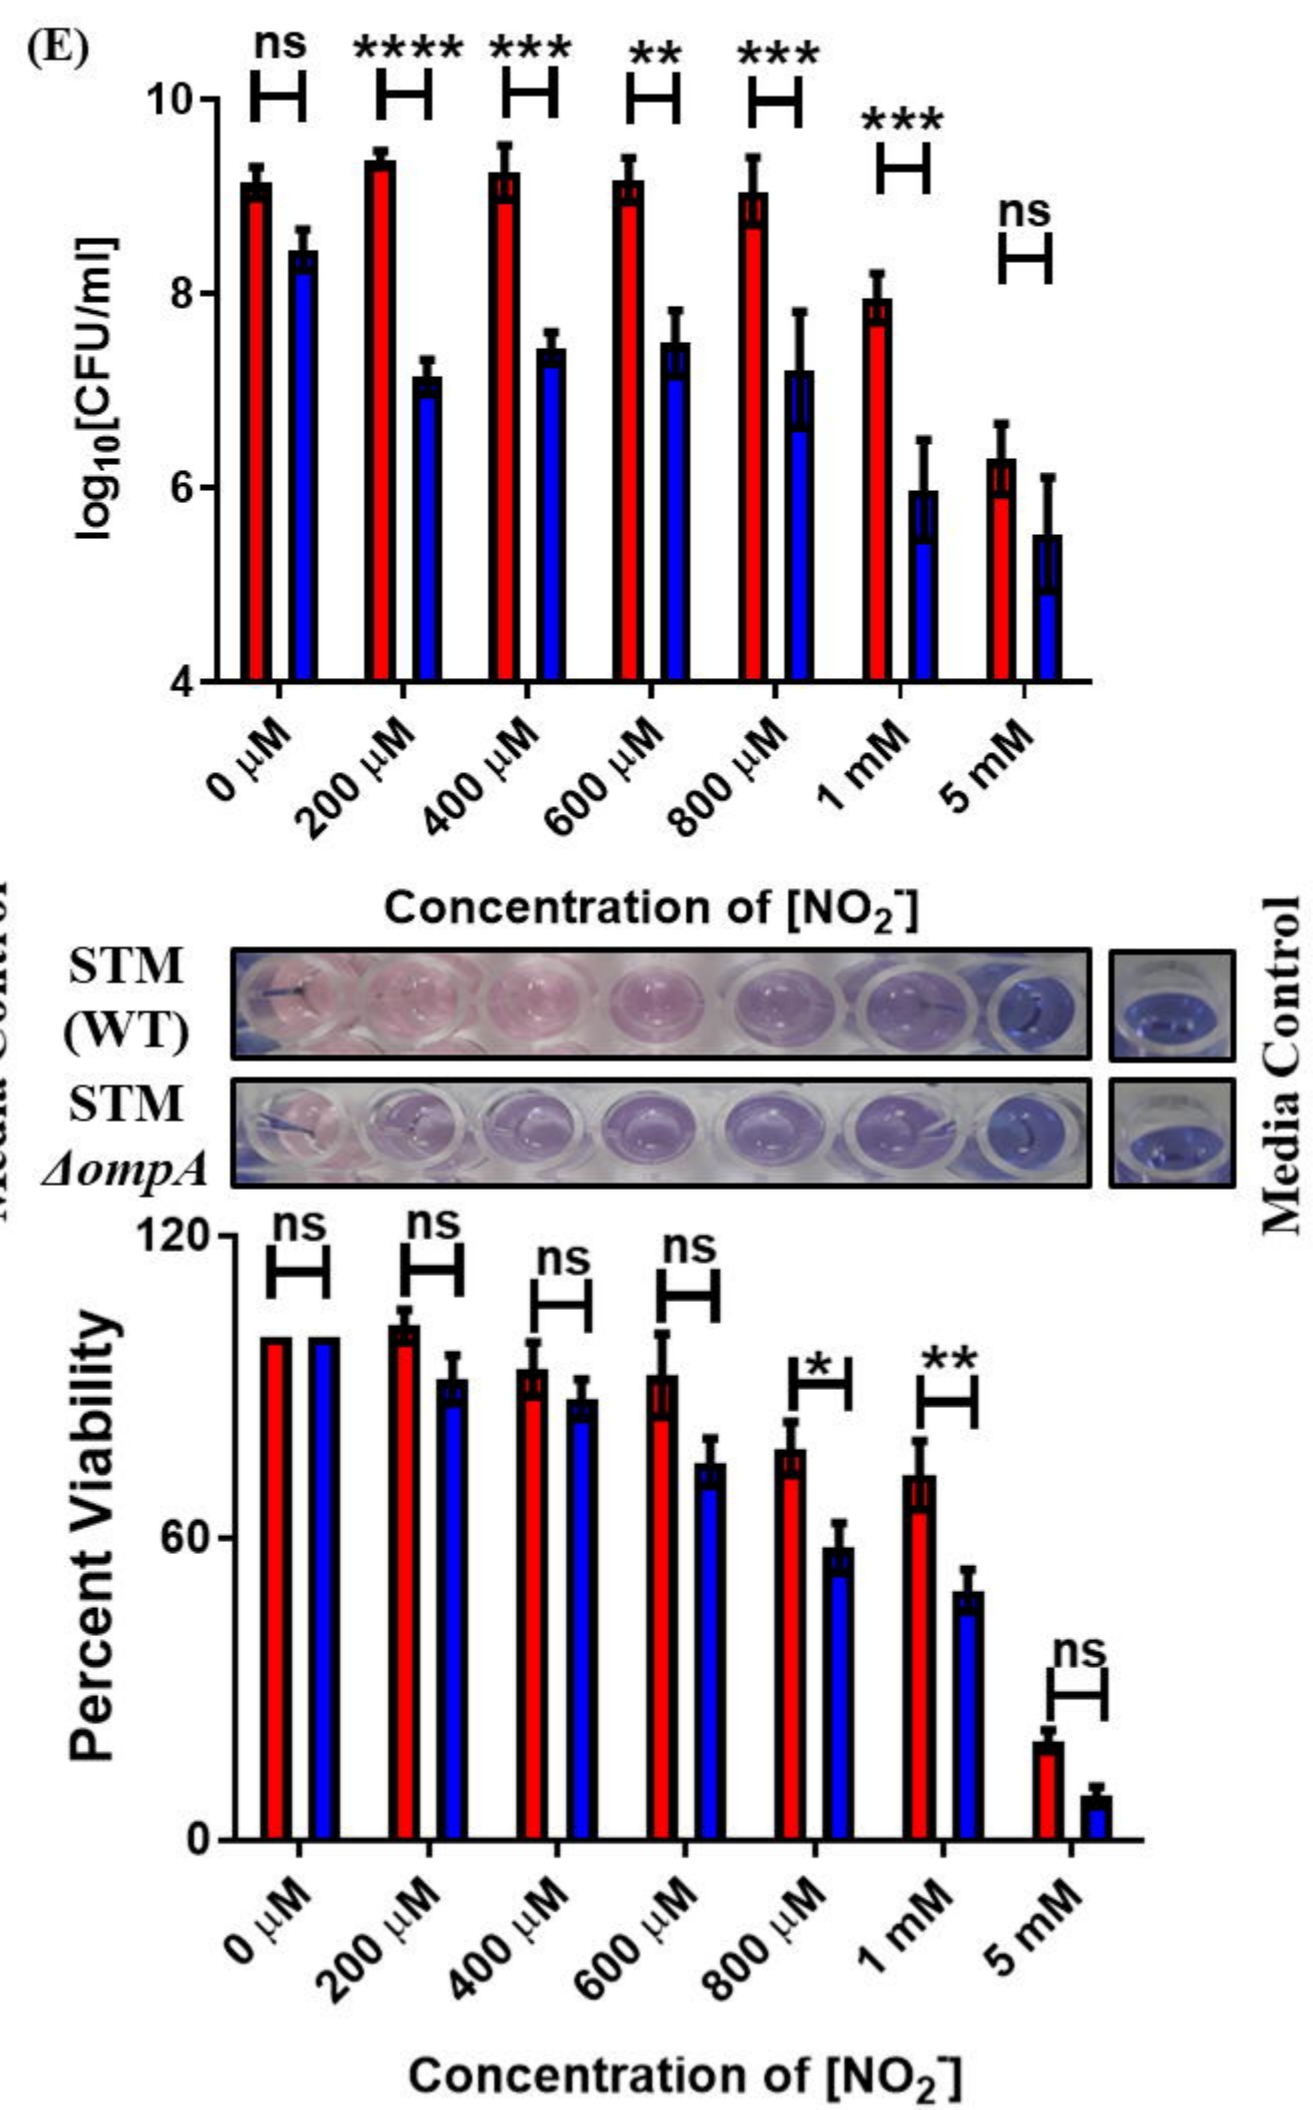 (E)
ns **** *** ** *** *** ns
10
8
6
4
log10[CFU/ml]
0 µM 200 µM 400 µM 600 µM 800 µM 1 mM 5 mM
Concentration of [NO2-]
STM
(WT)
STM
ΔompA
Media Control
Media Control
ns ns ns ns * ** ns
120
60
0
Percent Viability
0 µM 200 µM 400 µM 600 µM 800 µM 1 mM 5 mM
Concentration of [NO2-]